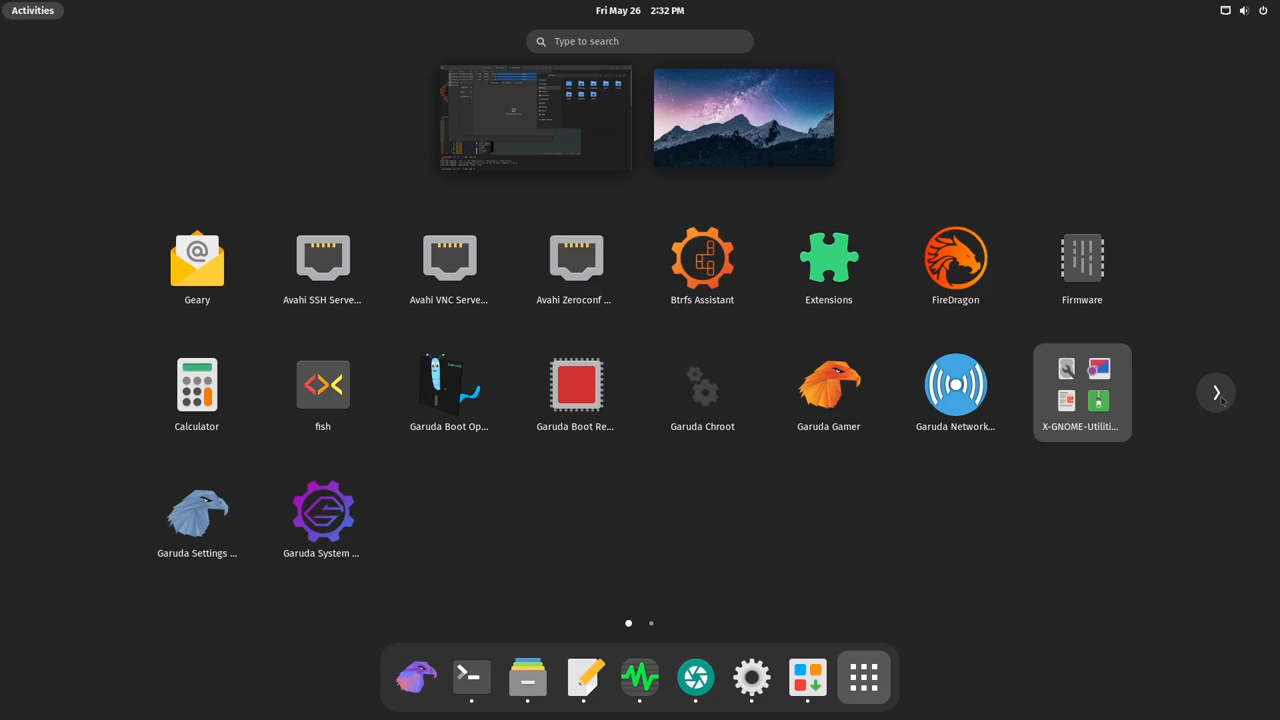 Activities
Fri May 26 2:32 PM
Type to search
Geary
Avahi SSH Serve...
Avahi VNC Serve...
Avahi Zeroconf ...
Btrfs Assistant
Extensions
FireDragon
Firmware
Calculator
fish
Garuda Boot Op...
Garuda Boot Re...
Garuda Chroot
Garuda Gamer
Garuda Network...
X-GNOME-Utiliti...
Garuda Settings ...
Garuda System ...